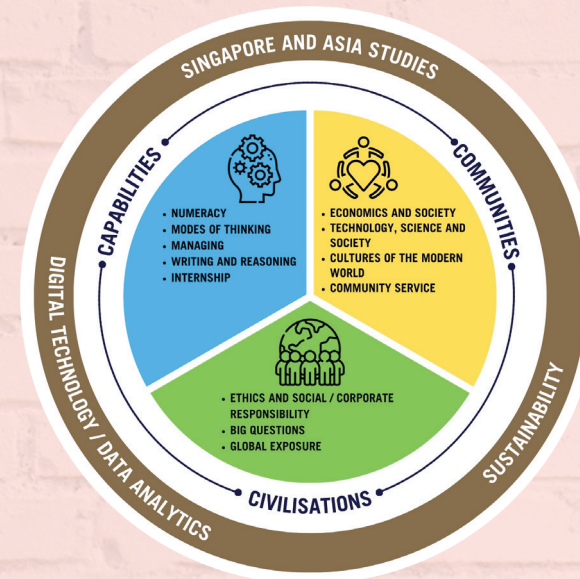 SINGAPORE AND ASIA STUDIES
CAPABILITIES
COMMUNITIES
• NUMERACY
• MODES OF THINKING
• MANAGING
• WRITING AND REASONING
• INTERNSHIP
• ECONOMICS AND SOCIETY
• TECHNOLOGY, SCIENCE AND
SOCIETY
• CULTURES OF THE MODERN
WORLD
• COMMUNITY SERVICE
• ETHICS AND SOCIAL / CORPORATE
RESPONSIBILITY
• BIG QUESTIONS
• GLOBAL EXPOSURE
CIVILISATIONS
DIGITAL TECHNOLOGY / DATA ANALYTICS
SUSTAINABILITY